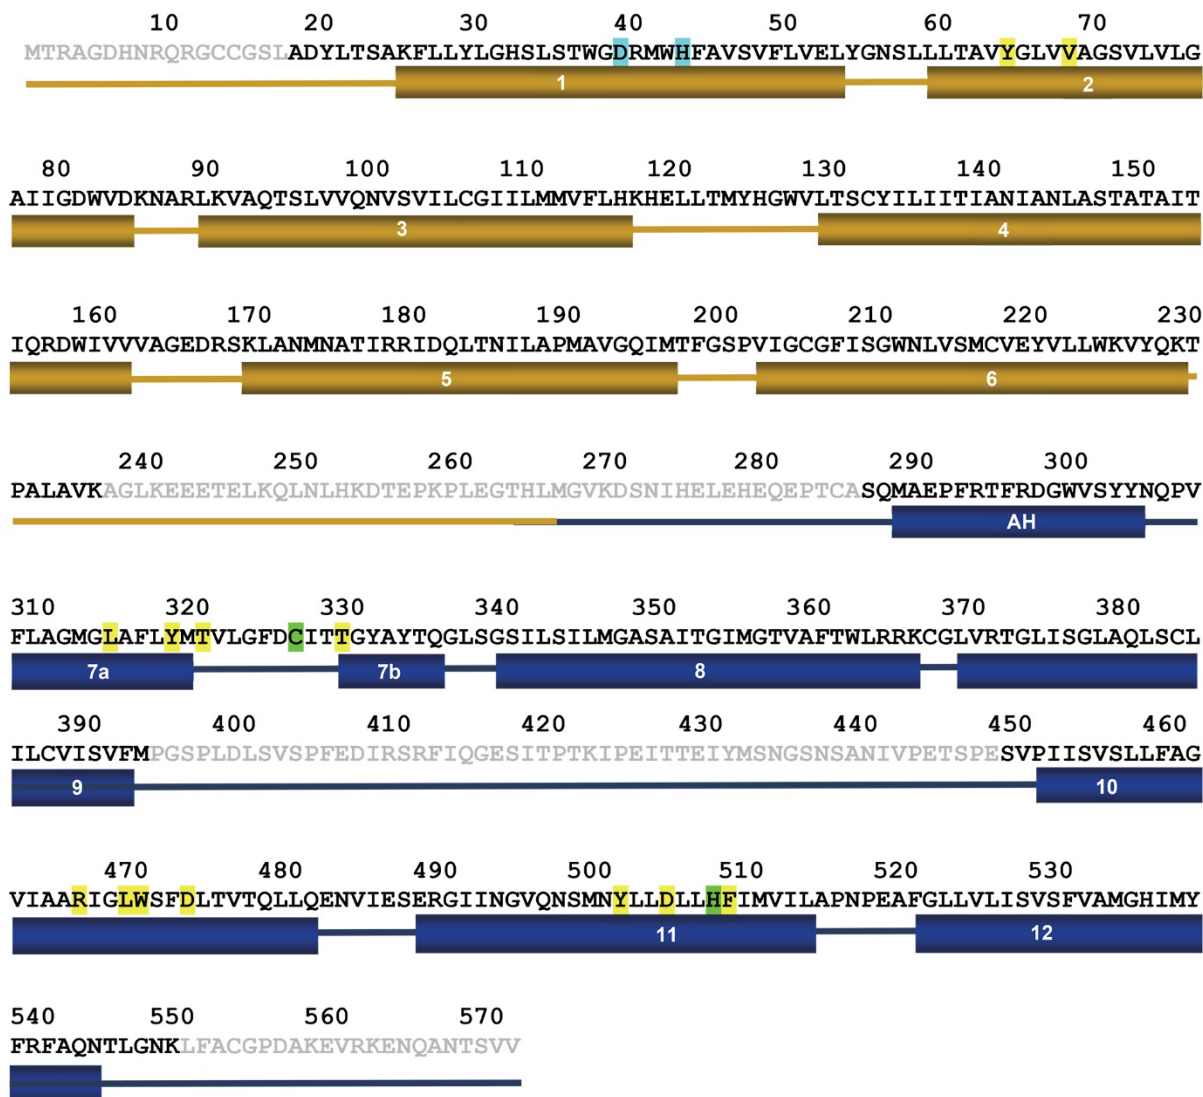 10 20 30 40 50 60 70
MTRAGDHNRQRGCCGSLADYLTSAKFLLYLGHSLSTWGDRMWHFAVSVFLVELYGNSLLLTAVYGLVVAGSVLVLG
1 2
80 90 100 110 120 130 140 150
AIIGDWVDKNARLKVAQTSLVVQNVSVILCGIILMMVFLHKHELLTMYHGWVLTSCYILIITIANIANLASTATAIT
3 4
160 170 180 190 200 210 220 230
IQRDWIVVVAGEDRSKLANMNATIRRIDQLTNILAPMAVGQIMTFGSPVIGCGFISGWNLVSMCVEYVLLWKVYQKT
5 6
240 250 260 270 280 290 300
PALAVKAGLKEEETELKQLNLHKDTEPKPLEGTHLMGVKDSNIHELEHEQEPTCASQMAEPFRTFRDGWVSYYNQPV
AH
310 320 330 340 350 360 370 380
FLAGMGLAFLYMTVLGFDCITTGYAYTQGLSGSILSILMGASAITGIMGTVAFTWLRRKCGLVRTGLISGLAQLSCL
7a 7b 8
390 400 410 420 430 440 450 460
ILCVISVFMPGSPLDLSVSPFEDIRSRFIQGESITPTKIPEITTEIYMSNGSNSANIVPETSPESVPIISVSLLFAG
9 10
470 480 490 500 510 520 530
VIAARIGLWSFDLTVTQLLQENVIESERGIINGVQNSMNYLLDLLHFIMVILAPNPEAFGLLVLISVSFVAMGHIMY
11 12
540 550 560 570
FRFAQNTLGNKLFACGPDAKEVRKENQANTSVV